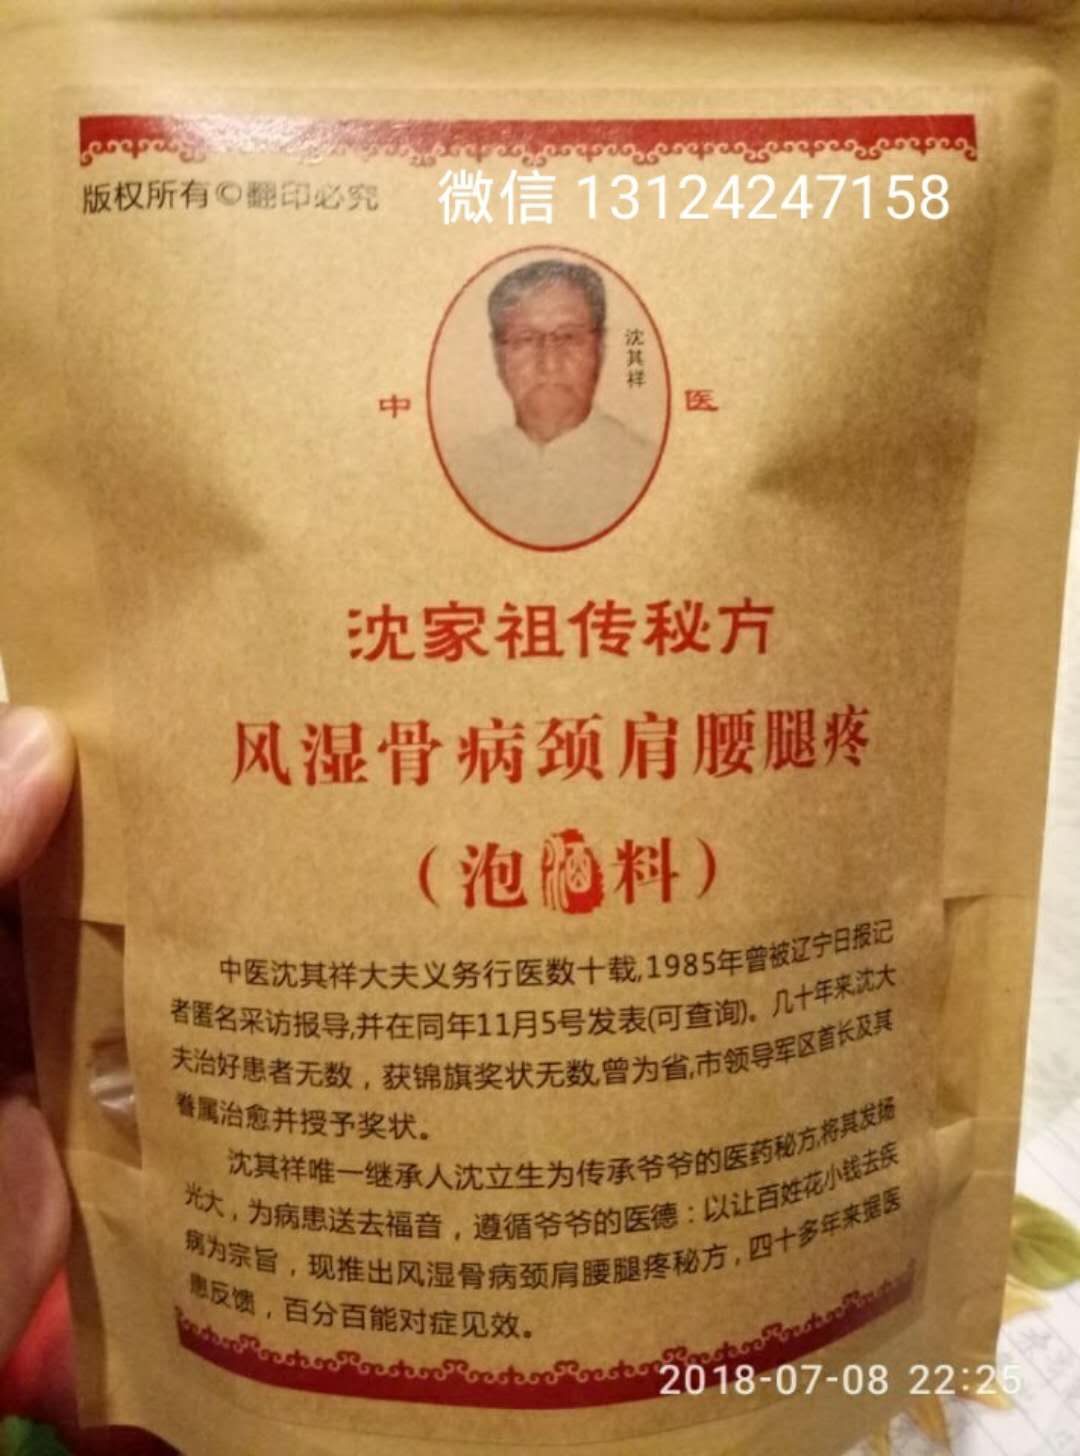 版权所有©翻印必究
微信 13124247158
沈其祥
中 医
沈家祖传秘方
风湿骨病颈肩腰腿疼
(泡酒料)
中医沈其祥大夫义务行医数十载,1985年曾被辽宁日报记
者匿名采访报导,并在同年11月5号发表(可查询)。几十年来沈大
夫治好患者无数，获锦旗奖状无数,曾为省,市领导军区首长及其
眷属治愈并授予奖状。
沈其祥唯一继承人沈立生为传承爷爷的医药秘方,将其发扬
光大，为病患送去福音，遵循爷爷的医德：以让百姓花小钱去疾
病为宗旨，现推出风湿骨病颈肩腰腿疼秘方，四十多年来据医
患反馈，百分百能对症见效。
2018-07-08 22:25